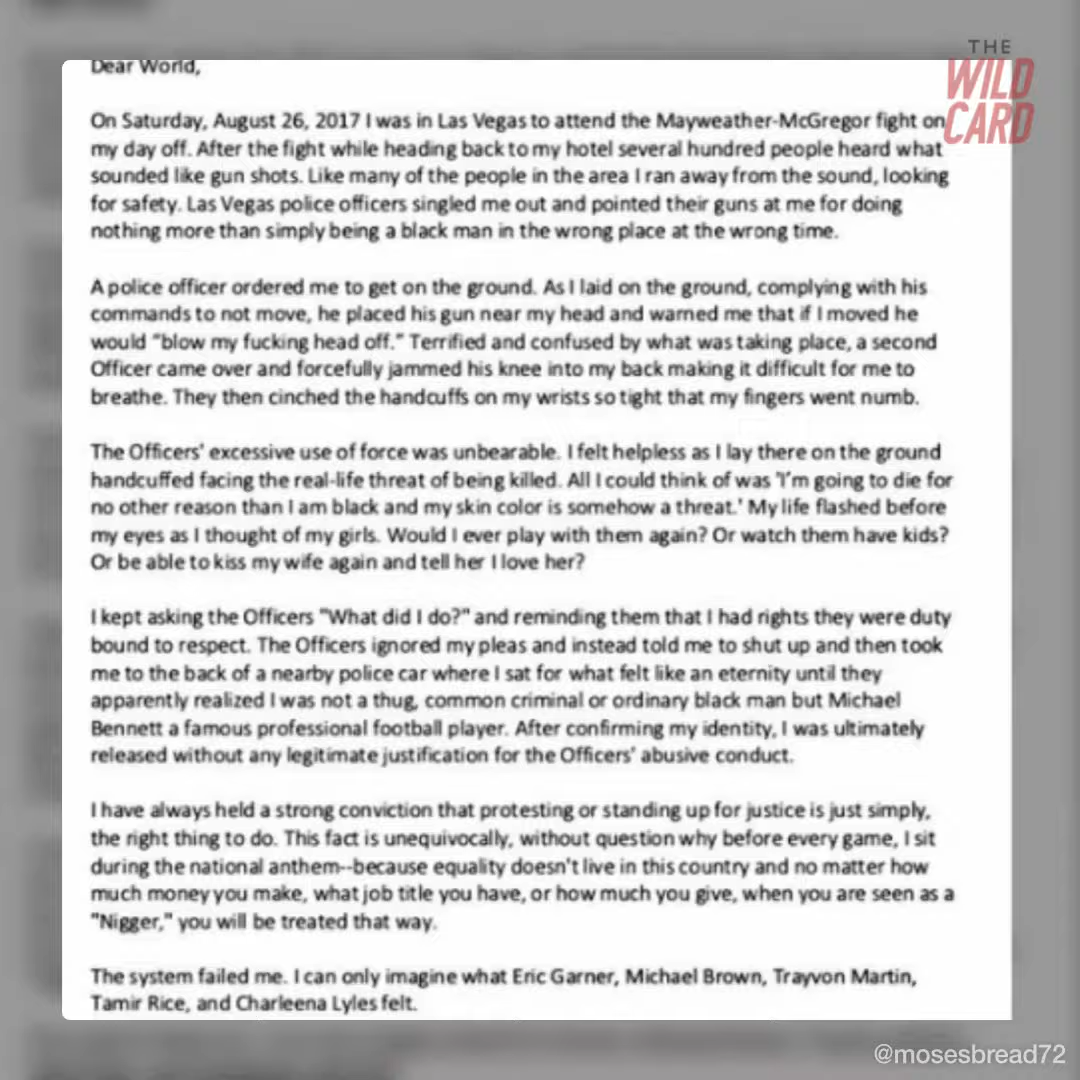 THE
WILD
CARD
Dear World,
On Saturday, August 26, 2017 I was in Las Vegas to attend the Mayweather-McGregor fight on
my day off. After the fight while heading back to my hotel several hundred people heard what
sounded like gun shots. Like many of the people in the area I ran away from the sound, looking
for safety. Las Vegas police officers singled me out and pointed their guns at me for doing
nothing more than simply being a black man in the wrong place at the wrong time.
A police officer ordered me to get on the ground. As I laid on the ground, complying with his
commands to not move, he placed his gun near my head and warned me that if I moved he
would "blow my fucking head off." Terrified and confused by what was taking place, a second
Officer came over and forcefully jammed his knee into my back making it difficult for me to
breathe. They then cinched the handcuffs on my wrists so tight that my fingers went numb.
The Officers' excessive use of force was unbearable. I felt helpless as I lay there on the ground
handcuffed facing the real-life threat of being killed. All I could think of was 'I'm going to die for
no other reason than I am black and my skin color is somehow a threat.' My life flashed before
my eyes as I thought of my girls. Would I ever play with them again? Or watch them have kids?
Or be able to kiss my wife again and tell her I love her?
I kept asking the Officers "What did I do?" and reminding them that I had rights they were duty
bound to respect. The Officers ignored my pleas and instead told me to shut up and then took
me to the back of a nearby police car where I sat for what felt like an eternity until they
apparently realized I was not a thug, common criminal or ordinary black man but Michael
Bennett a famous professional football player. After confirming my identity, I was ultimately
released without any legitimate justification for the Officers' abusive conduct.
I have always held a strong conviction that protesting or standing up for justice is just simply,
the right thing to do. This fact is unequivocally, without question why before every game, I sit
during the national anthem--because equality doesn't live in this country and no matter how
much money you make, what job title you have, or how much you give, when you are seen as a
"Nigger," you will be treated that way.
The system failed me. I can only imagine what Eric Garner, Michael Brown, Trayvon Martin,
Tamir Rice, and Charleena Lyles felt.
@mosesbread72